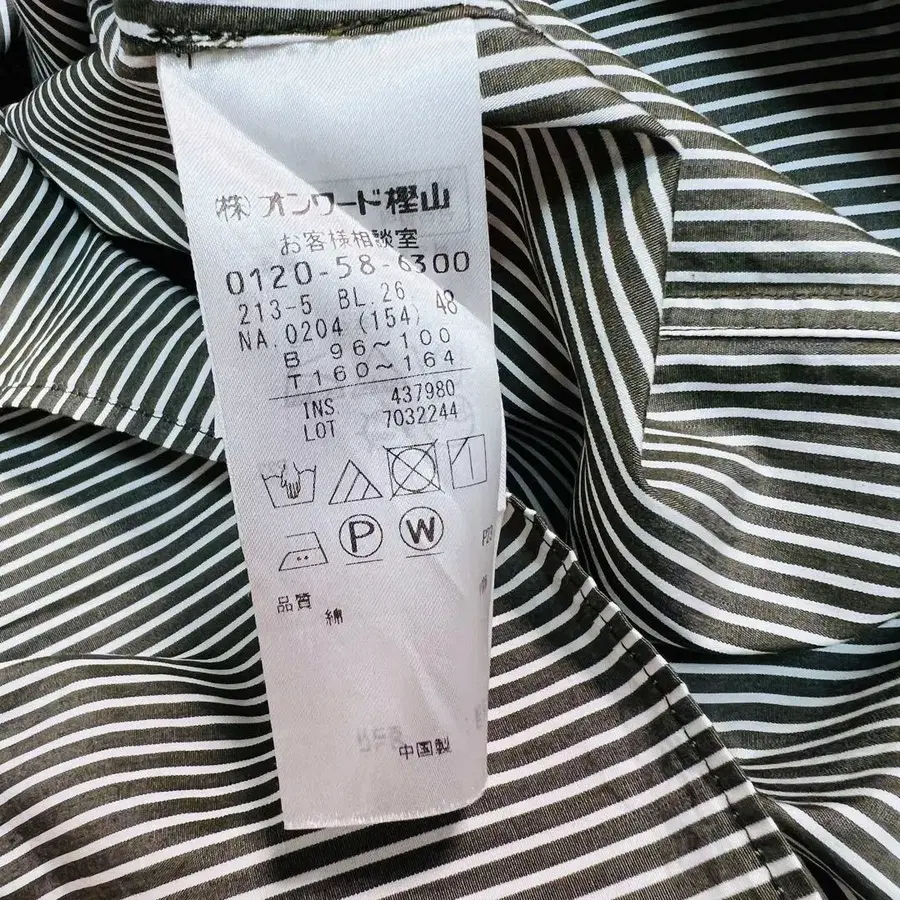 (株)オンワード樫山
お客様相談室
0120-58-6300
213-5 BL.26 48
NA.0204 (154)
B 96〜100
T 160〜164
INS. 437980
LOT 7032244
P W
品質
綿
中国製